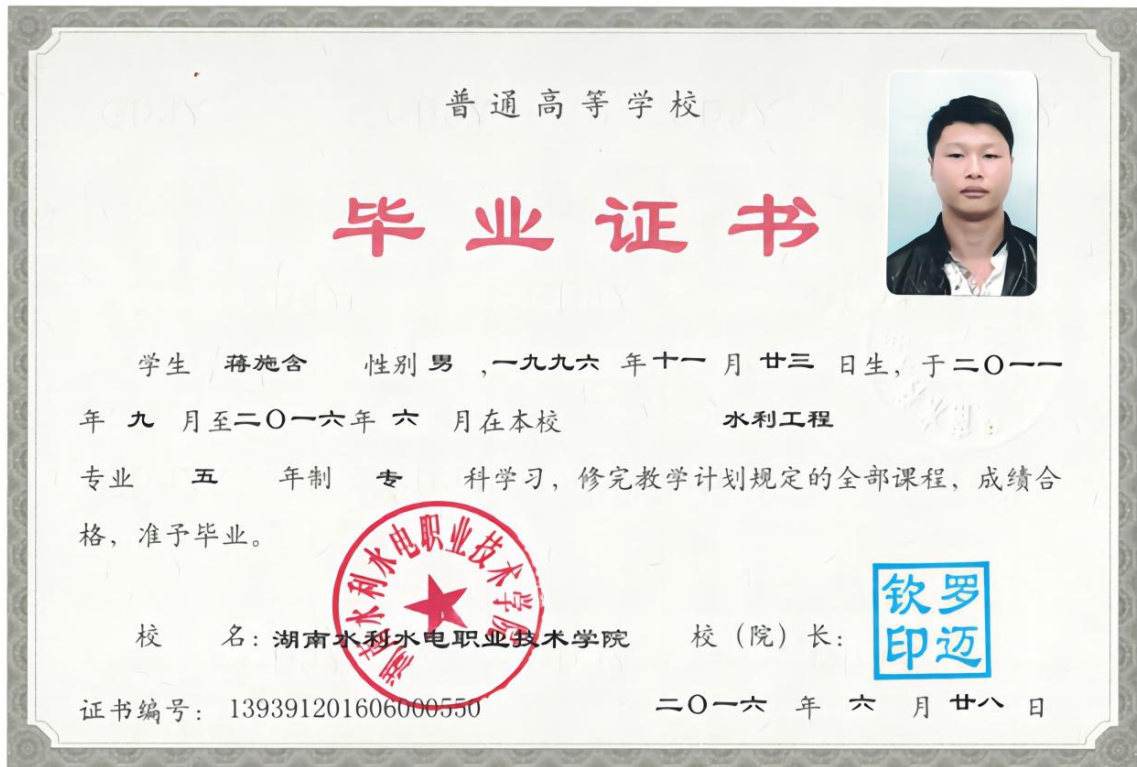 普通高等学校
毕业证书
学生 蒋施含 性别 男 ,一九九六 年 十一 月 廿三 日生，于二〇一一
年 九 月至二〇一六年 六 月在本校 水利工程
专业 五 年制 专 科学习，修完教学计划规定的全部课程，成绩合
格，准予毕业。
湖南水利水电职业技术学院
校 名：湖南水利水电职业技术学院 校（院）长：
罗迈钦印
证书编号：139391201606000550 二〇一六 年 六 月 廿八 日